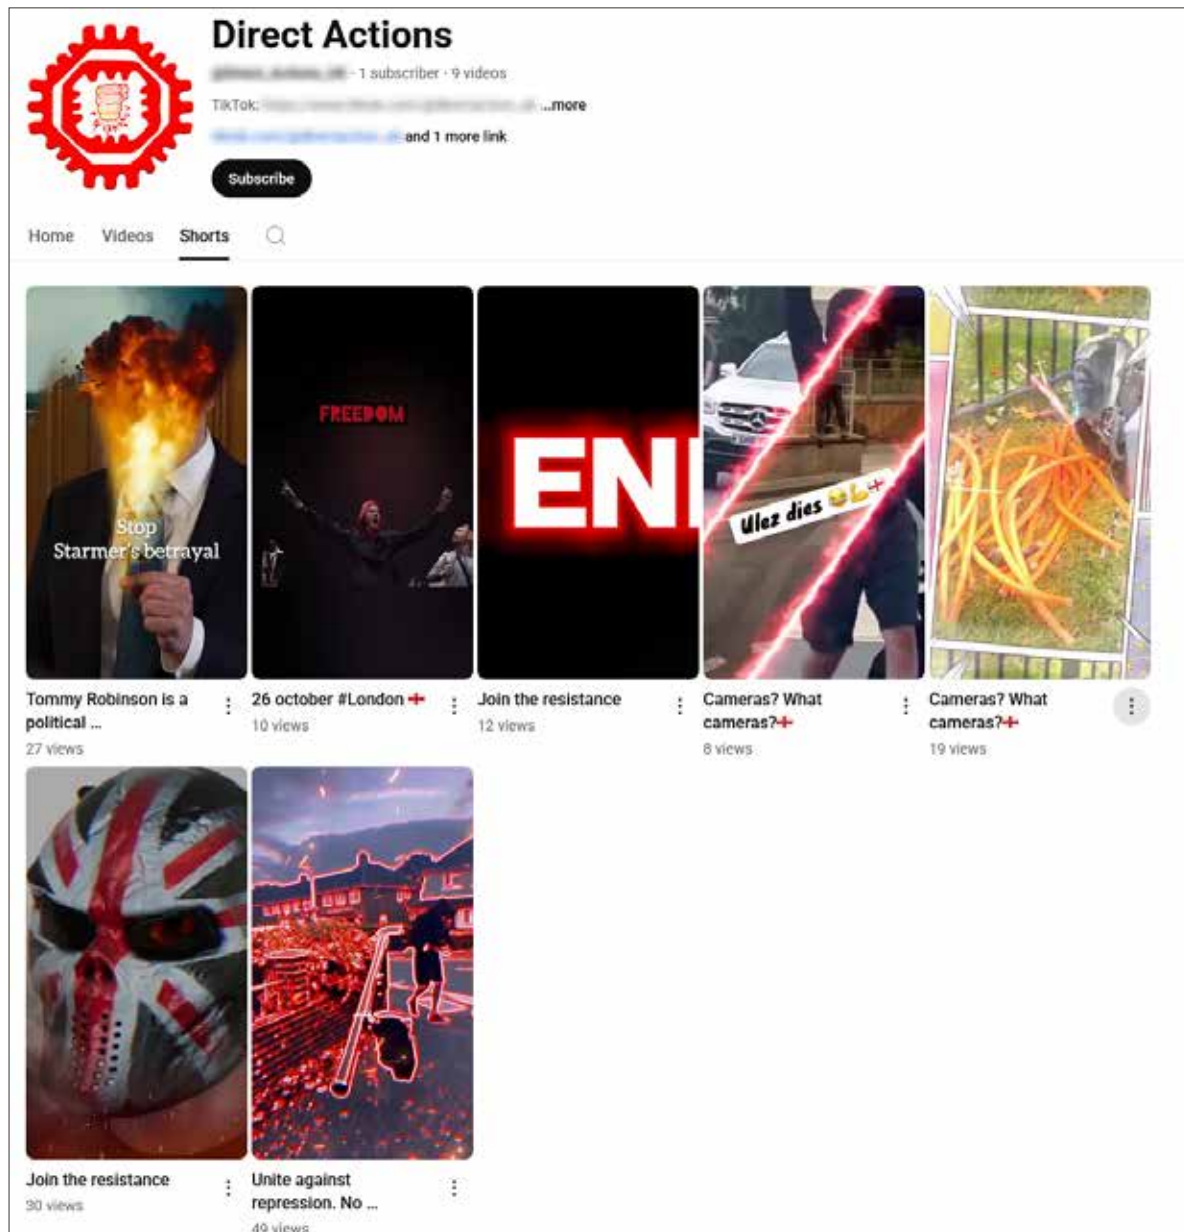 Direct Actions
· 1 subscriber · 9 videos
TikTok: ...more
and 1 more link
Subscribe
Home Videos Shorts
Stop
Starmer's betrayal
FREEDOM
EN
Ulez dies 😂💪🏴󠁧󠁢󠁥󠁮󠁧󠁿
Tommy Robinson is a
political ...
27 views
26 october #London 🏴󠁧󠁢󠁥󠁮󠁧󠁿
10 views
Join the resistance
12 views
Cameras? What
cameras?🏴󠁧󠁢󠁥󠁮󠁧󠁿
8 views
Cameras? What
cameras?🏴󠁧󠁢󠁥󠁮󠁧󠁿
19 views
Join the resistance
30 views
Unite against
repression. No ...
49 views